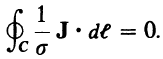 ∮_C 1/σ J · dℓ = 0.